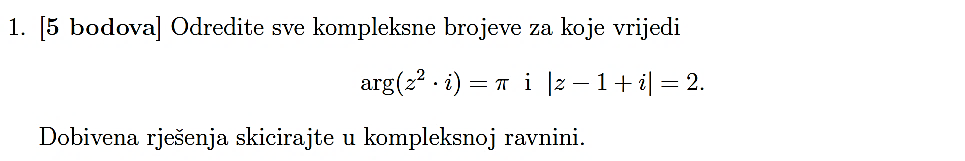 1. [5 bodova] Odredite sve kompleksne brojeve za koje vrijedi
arg(z² · i) = π i |z − 1 + i| = 2.
Dobivena rješenja skicirajte u kompleksnoj ravnini.